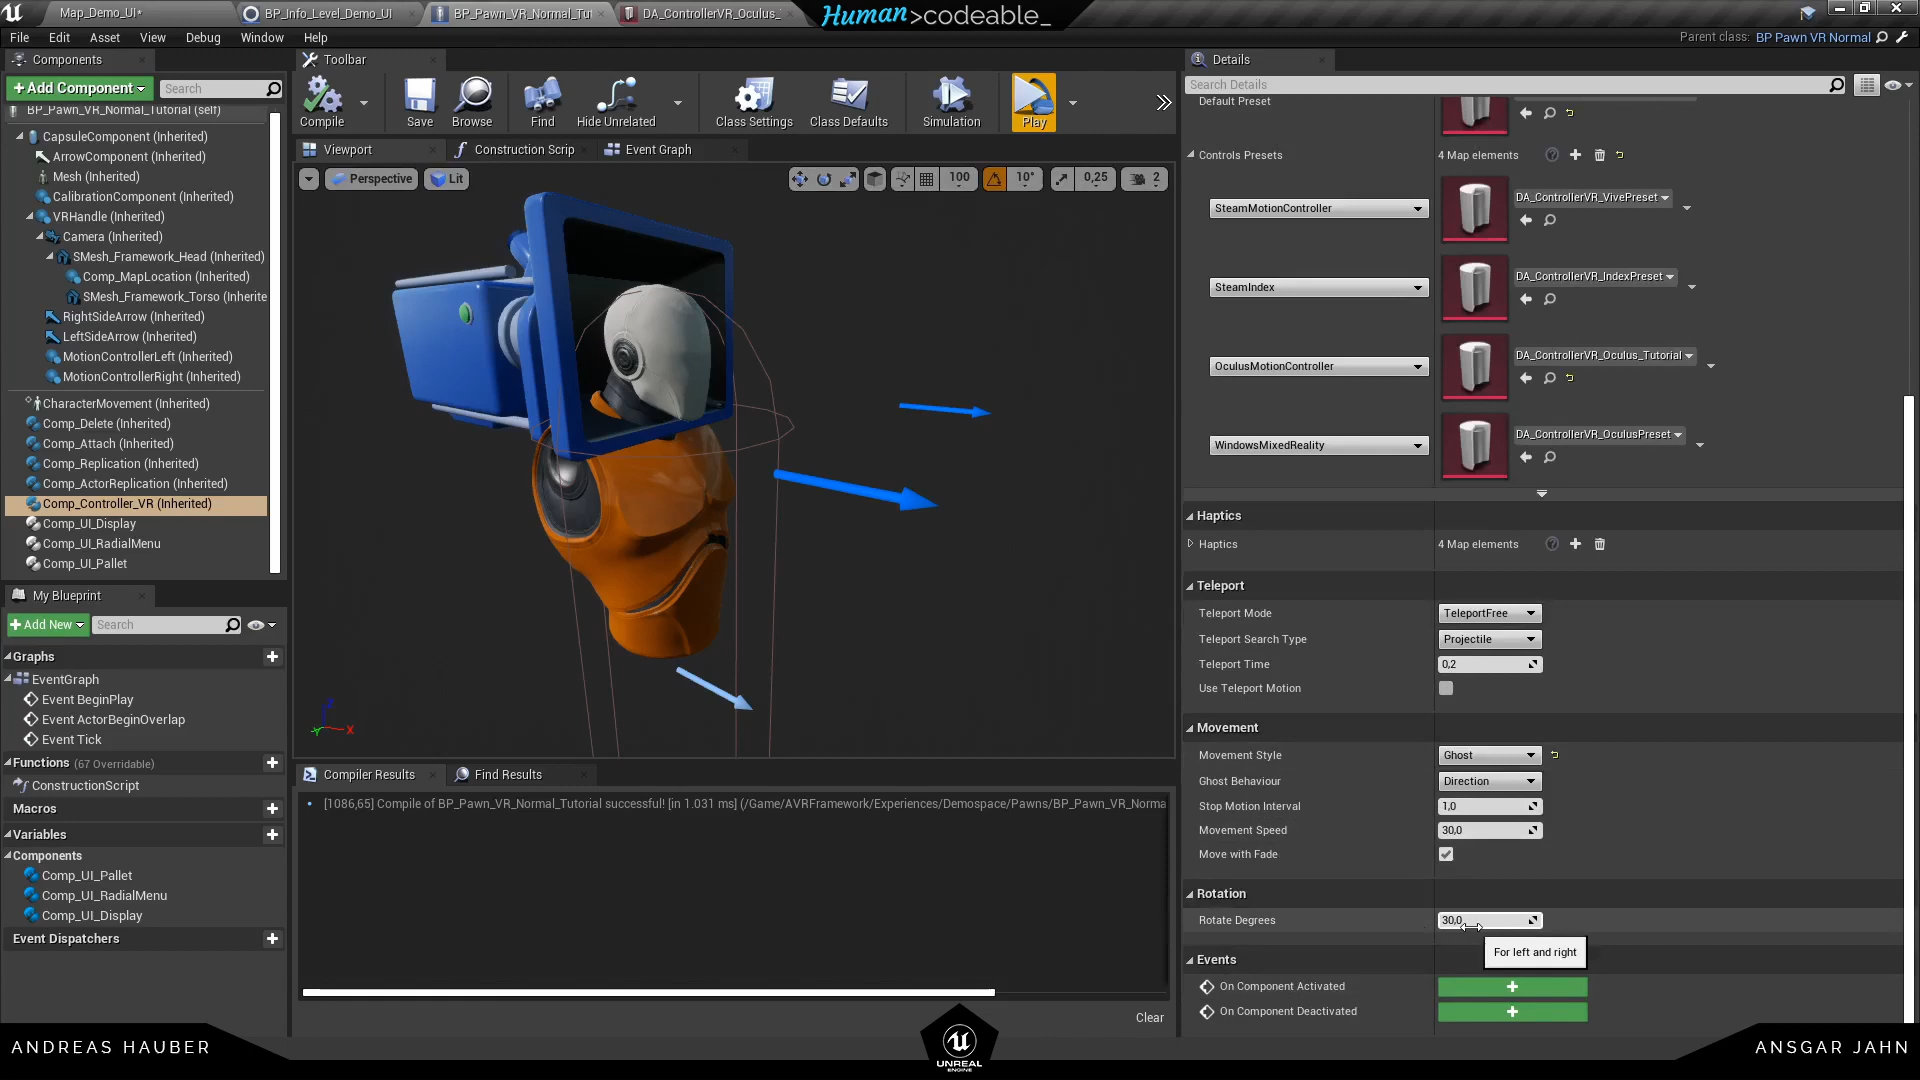 Map_Demo_UI*
BP_Info_Level_Demo_UI
BP_Pawn_VR_Normal_Tut
DA_ControllerVR_Oculus_
Human>codeable_
File Edit Asset View Debug Window Help
Parent class: BP Pawn VR Normal
Components
+Add Component
Search
BP_Pawn_VR_Normal_Tutorial (self)
CapsuleComponent (Inherited)
ArrowComponent (Inherited)
Mesh (Inherited)
CalibrationComponent (Inherited)
VRHandle (Inherited)
Camera (Inherited)
SMesh_Framework_Head (Inherited)
Comp_MapLocation (Inherited)
SMesh_Framework_Torso (Inherite
RightSideArrow (Inherited)
LeftSideArrow (Inherited)
MotionControllerLeft (Inherited)
MotionControllerRight (Inherited)
CharacterMovement (Inherited)
Comp_Delete (Inherited)
Comp_Attach (Inherited)
Comp_Replication (Inherited)
Comp_ActorReplication (Inherited)
Comp_Controller_VR (Inherited)
Comp_UI_Display
Comp_UI_RadialMenu
Comp_UI_Pallet
My Blueprint
+Add New
Search
Graphs
EventGraph
Event BeginPlay
Event ActorBeginOverlap
Event Tick
Functions (67 Overridable)
ConstructionScript
Macros
Variables
Components
Comp_UI_Pallet
Comp_UI_RadialMenu
Comp_UI_Display
Event Dispatchers
Toolbar
Compile
Save
Browse
Find
Hide Unrelated
Class Settings
Class Defaults
Simulation
Play
Viewport
Construction Scrip
Event Graph
Perspective
Lit
100
10°
0,25
2
Z
Y
X
Compiler Results
Find Results
[1086,65] Compile of BP_Pawn_VR_Normal_Tutorial successful! [in 1.031 ms] (/Game/AVRFramework/Experiences/Demospace/Pawns/BP_Pawn_VR_Norma
Clear
Details
Search Details
Default Preset
Controls Presets
4 Map elements
SteamMotionController
DA_ControllerVR_VivePreset
SteamIndex
DA_ControllerVR_IndexPreset
OculusMotionController
DA_ControllerVR_Oculus_Tutorial
WindowsMixedReality
DA_ControllerVR_OculusPreset
Haptics
Haptics
4 Map elements
Teleport
Teleport Mode
TeleportFree
Teleport Search Type
Projectile
Teleport Time
0,2
Use Teleport Motion
Movement
Movement Style
Ghost
Ghost Behaviour
Direction
Stop Motion Interval
1,0
Movement Speed
30,0
Move with Fade
Rotation
Rotate Degrees
30,0
For left and right
Events
On Component Activated
+
On Component Deactivated
+
ANDREAS HAUBER
UNREAL
ENGINE
ANSGAR JAHN